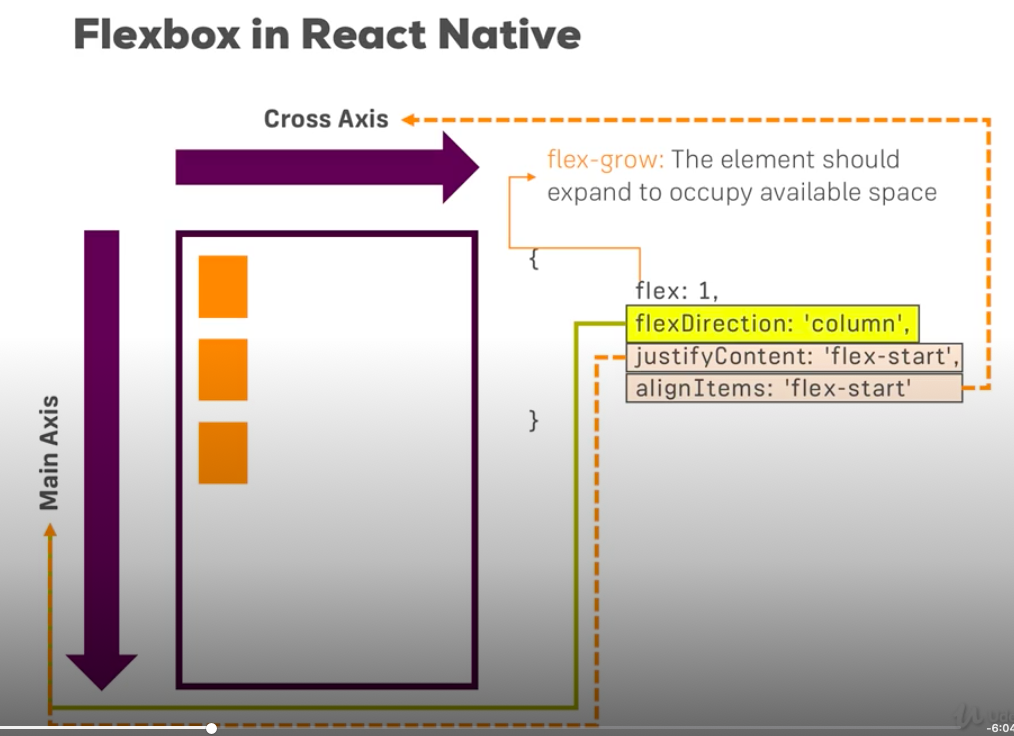 Flexbox in React Native
Cross Axis
flex-grow: The element should
expand to occupy available space
{
flex: 1,
flexDirection: 'column',
justifyContent: 'flex-start',
alignItems: 'flex-start'
}
Main Axis
-6:04